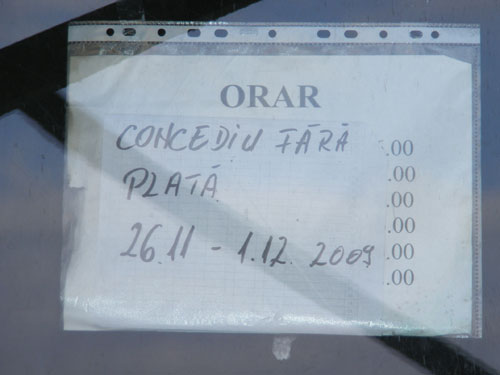 ORAR
CONCEDIU FĂRĂ
PLATĂ
26.11 - 1.12. 2009
.00
.00
.00
.00
.00
.00